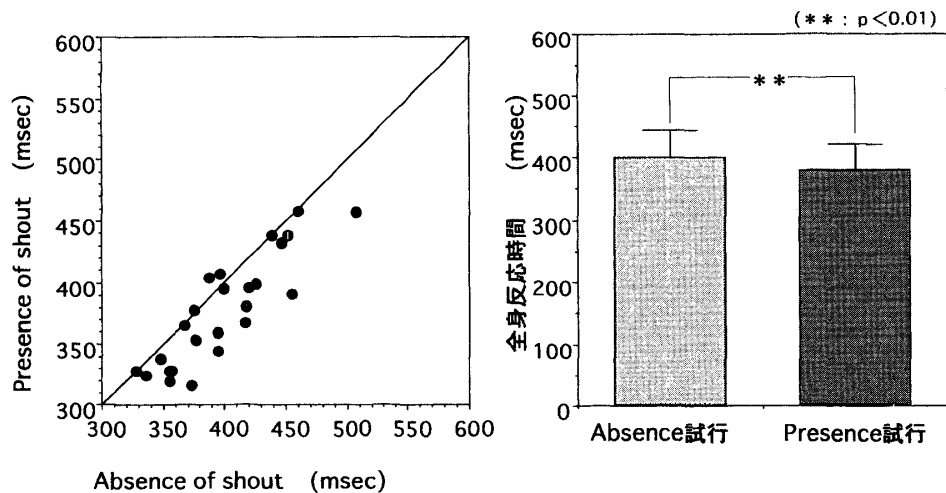 (**: p<0.01)
Presence of shout (msec)
600
550
500
450
400
350
300
300 350 400 450 500 550 600
Absence of shout (msec)
全身反応時間 (msec)
600
500
400
300
200
100
0
**
Absence試行 Presence試行